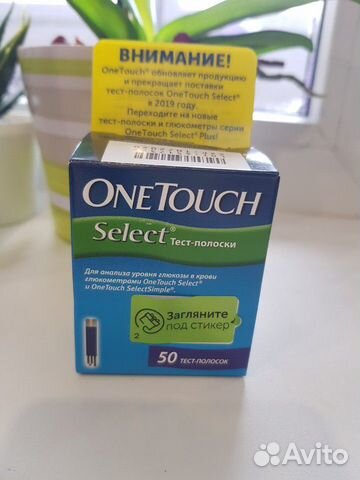 ВНИМАНИЕ!
OneTouch® обновляет продукцию
и прекращает поставки
тест-полосок OneTouch Select®
в 2019 году.
Переходите на новые
тест-полоски и глюкометры серии
OneTouch Select® Plus!
ONETOUCH
Select® Тест-полоски
Для анализа уровня глюкозы в крови
глюкометрами OneTouch Select®
и OneTouch SelectSimple®.
Загляните
под стикер
2
50 ТЕСТ-ПОЛОСОК
Avito